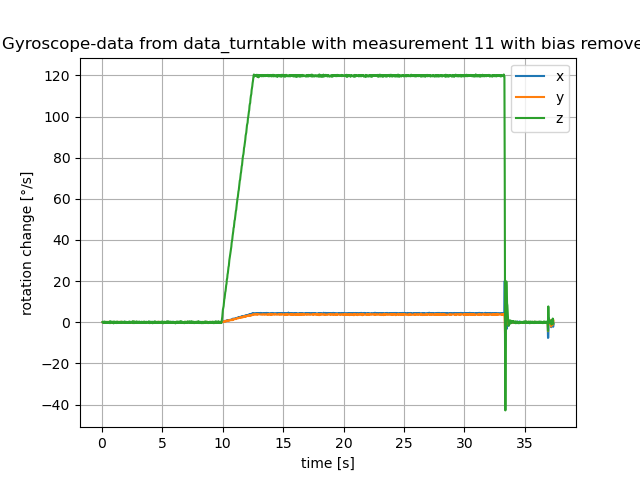 Gyroscope-data from data_turntable with measurement 11 with bias remove
x
y
z
120
100
80
60
40
20
0
−20
−40
rotation change [°/s]
0 5 10 15 20 25 30 35
time [s]